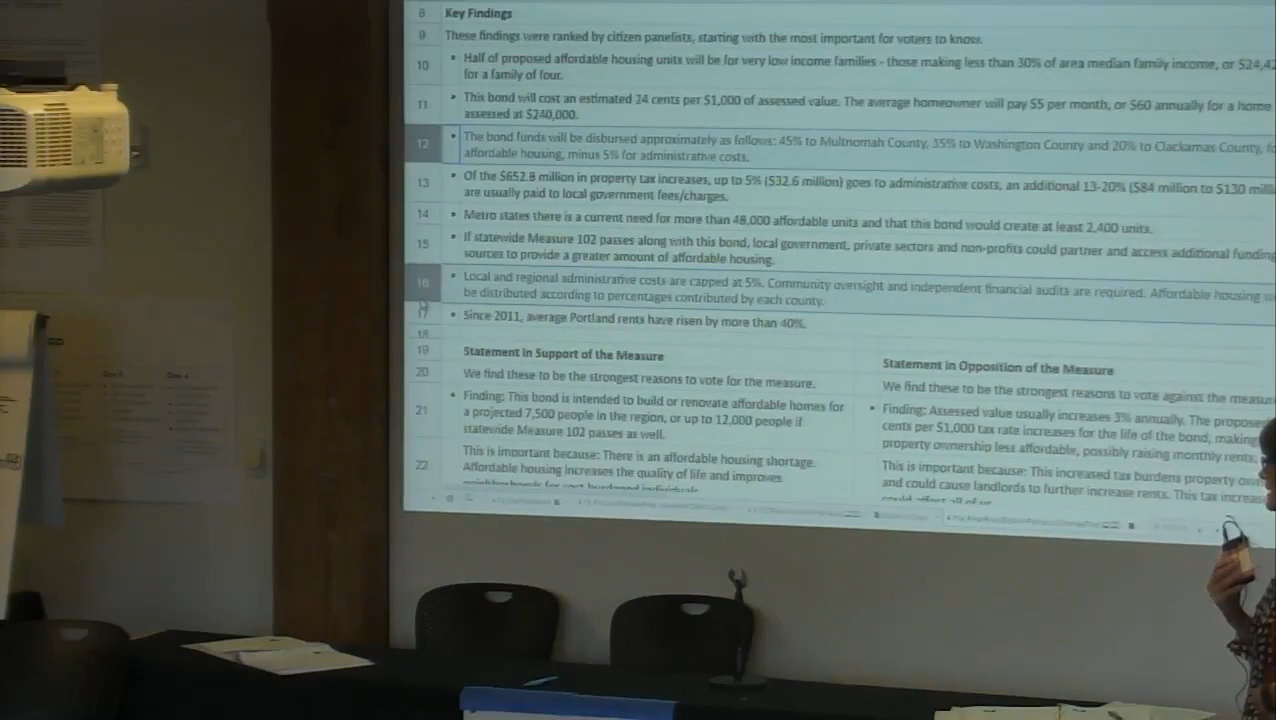 8 Key Findings
9 These findings were ranked by citizen panelists, starting with the most important for voters to know.
10 • Half of proposed affordable housing units will be for very low income families - those making less than 30% of area median family income, or $24,4
for a family of four.
11 • This bond will cost an estimated 24 cents per $1,000 of assessed value. The average homeowner will pay $5 per month, or $60 annually for a home
assessed at $240,000.
12 • The bond funds will be disbursed approximately as follows: 45% to Multnomah County, 35% to Washington County and 20% to Clackamas County,
affordable housing, minus 5% for administrative costs.
13 • Of the $652.8 million in property tax increases, up to 5% ($32.6 million) goes to administrative costs, an additional 13-20% ($84 million to $130
are usually paid to local government fees/charges.
14 • Metro states there is a current need for more than 48,000 affordable units and that this bond would create at least 2,400 units.
15 • If statewide Measure 102 passes along with this bond, local government, private sectors and non-profits could partner and access additional funding
sources to provide a greater amount of affordable housing.
16 • Local and regional administrative costs are capped at 5%. Community oversight and independent financial audits are required. Affordable housing
be distributed according to percentages contributed by each county.
17 • Since 2011, average Portland rents have risen by more than 40%.
18
19 Statement in Support of the Measure
20 We find these to be the strongest reasons to vote for the measure.
21 • Finding: This bond is intended to build or renovate affordable homes for
a projected 7,500 people in the region, or up to 12,000 people if
statewide Measure 102 passes as well.
22 This is important because: There is an affordable housing shortage.
Affordable housing increases the quality of life and improves
neighborhoods for cost burdened individuals
Statement in Opposition of the Measure
We find these to be the strongest reasons to vote against the measur
• Finding: Assessed value usually increases 3% annually. The propose
cents per $1,000 tax rate increases for the life of the bond, making
property ownership less affordable, possibly raising monthly rents.
This is important because: This increased tax burdens property
and could cause landlords to further increase rents. This tax increas
could affect all of us